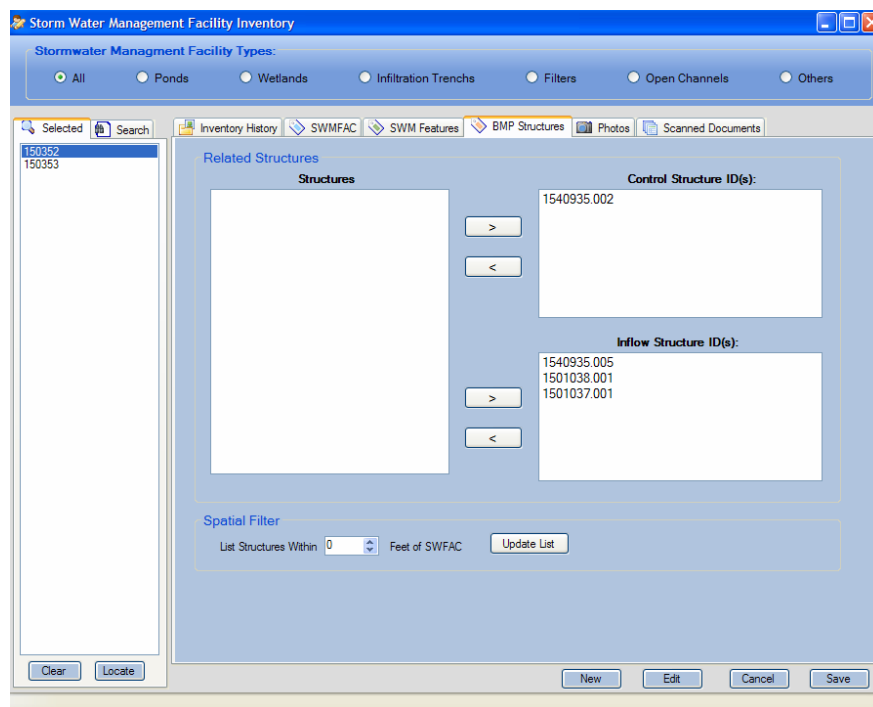 Storm Water Management Facility Inventory
Stormwater Managment Facility Types:
All Ponds Wetlands Infiltration Trenchs Filters Open Channels Others
Selected Search Inventory History SWMFAC SWM Features BMP Structures Photos Scanned Documents
150352
150353
Related Structures
Structures
Control Structure ID(s):
1540935.002
>
<
Inflow Structure ID(s):
1540935.005
1501038.001
1501037.001
>
<
Spatial Filter
List Structures Within 0 Feet of SWFAC Update List
Clear Locate
New Edit Cancel Save